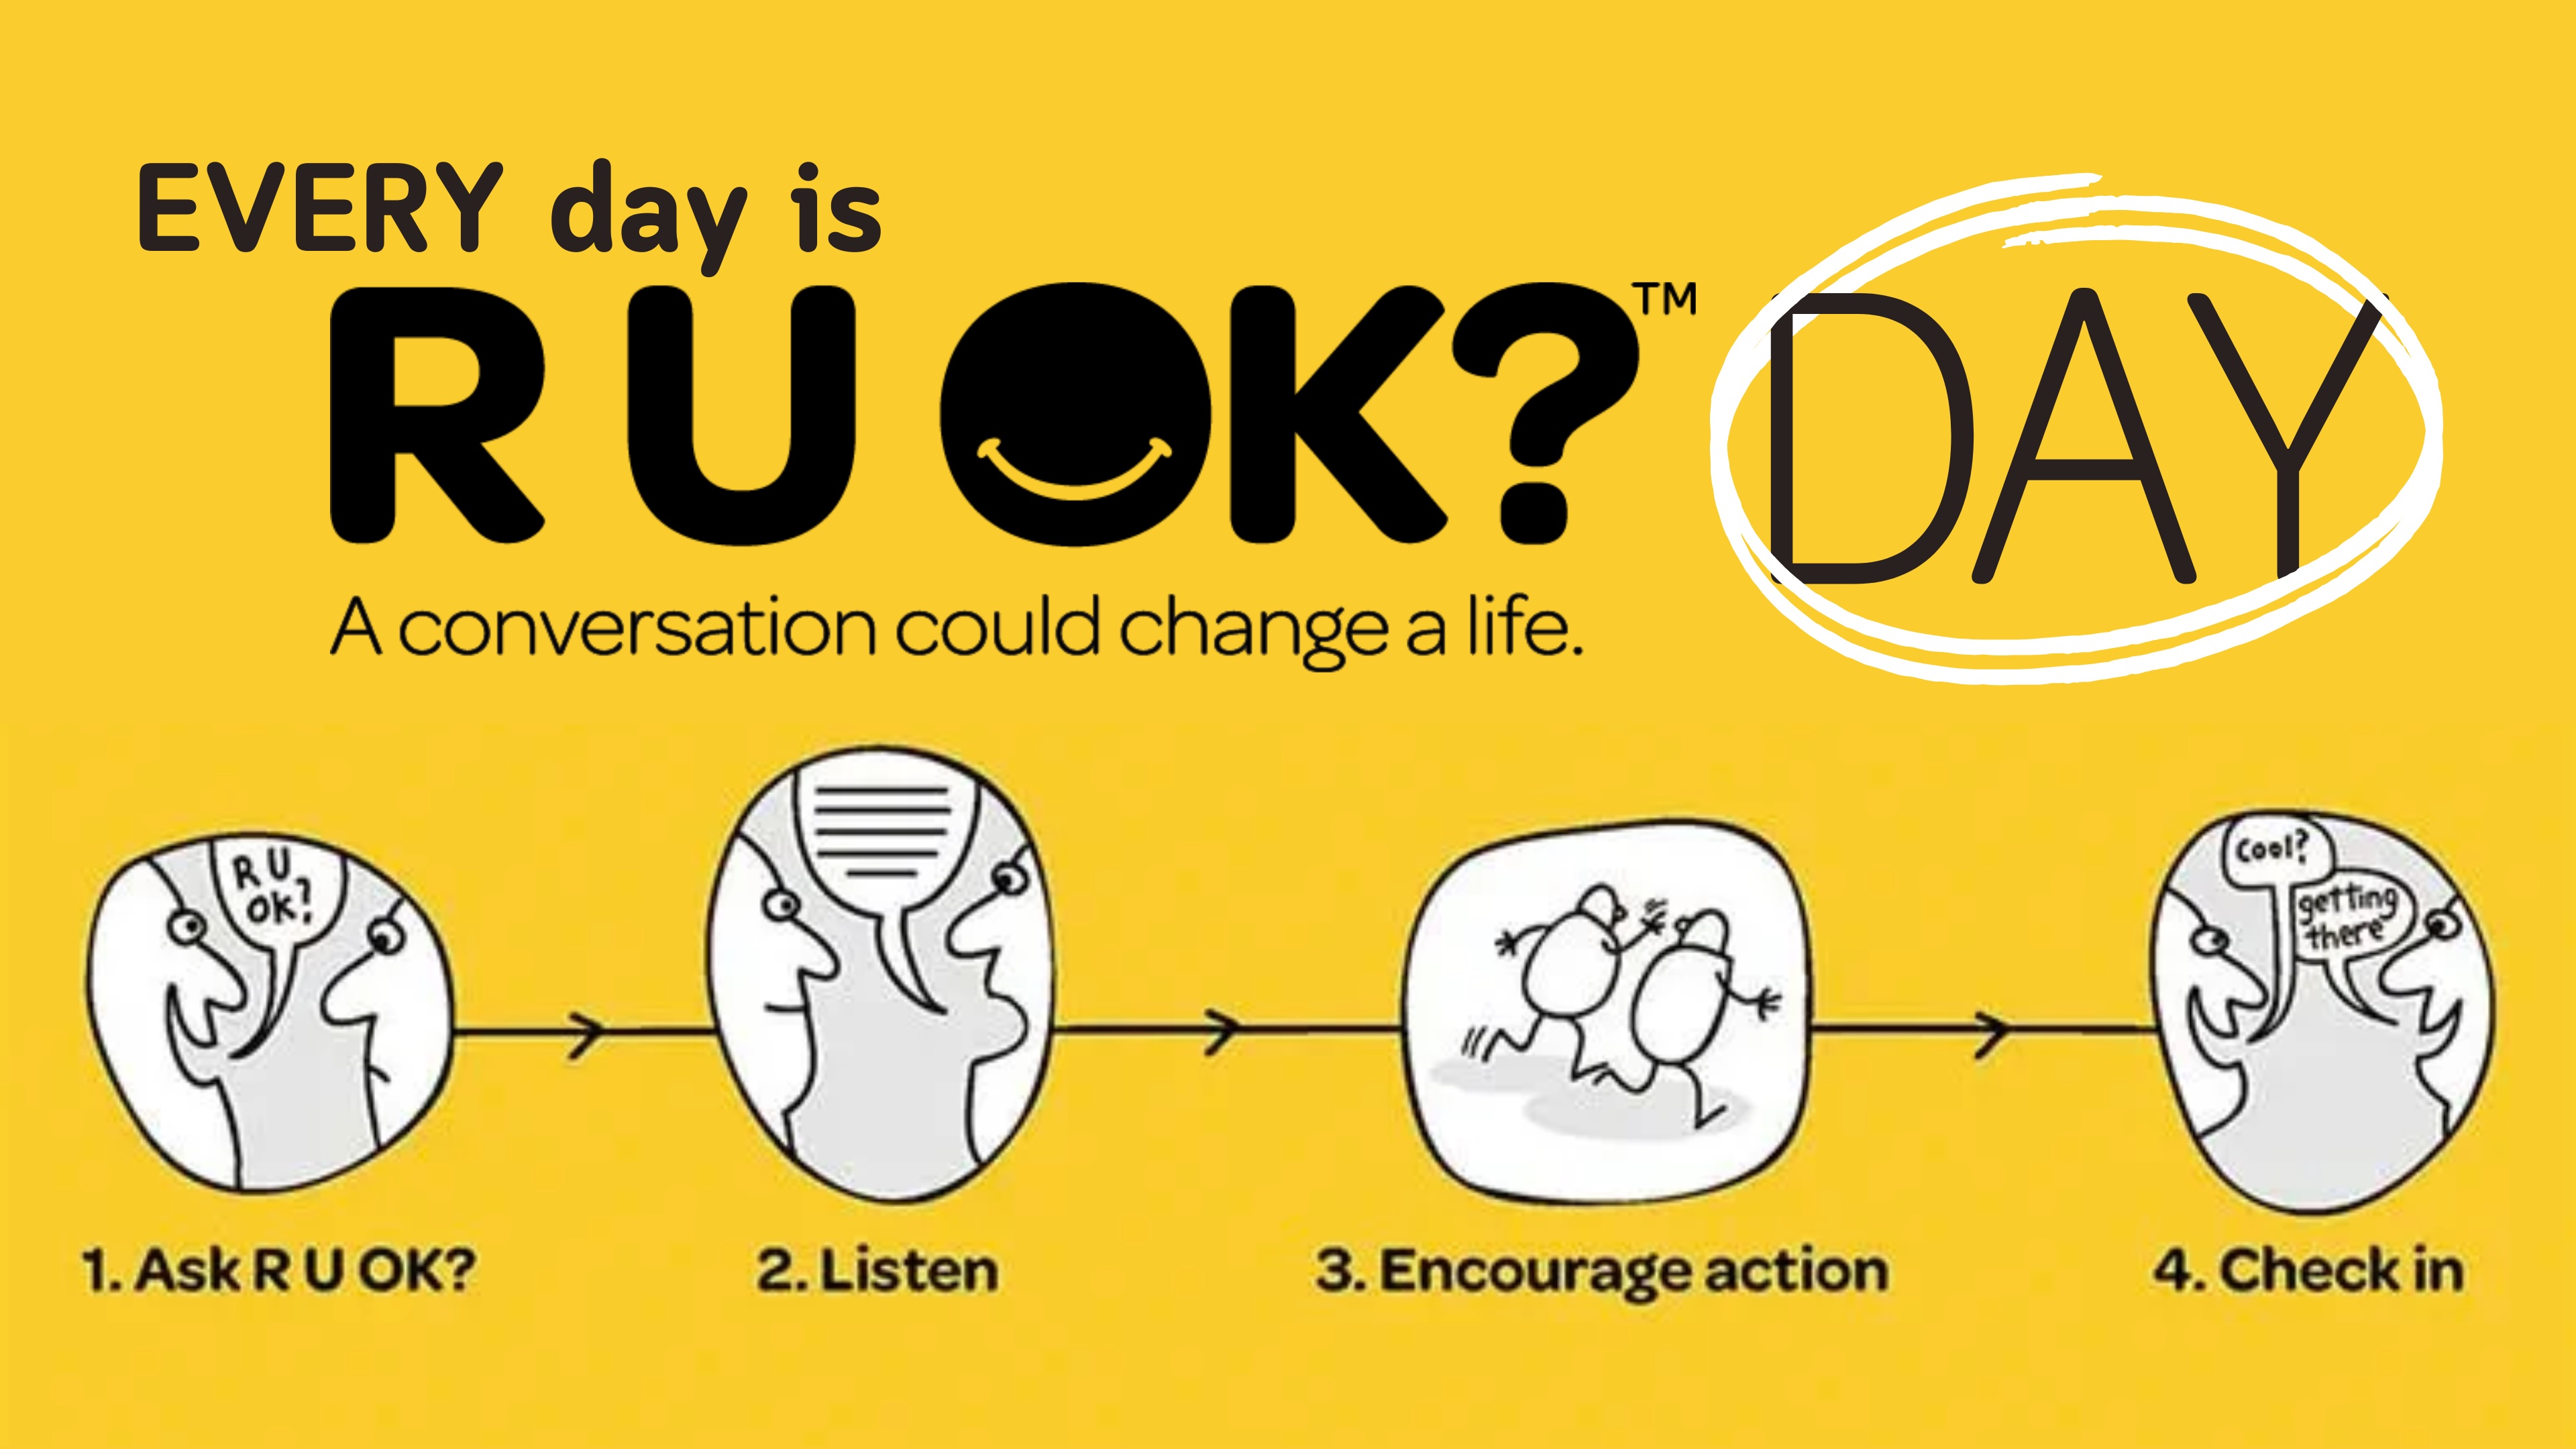 EVERY day is
R U OK?™ DAY
A conversation could change a life.
R U
OK?
Cool?
getting
there
1. Ask R U OK?
2. Listen
3. Encourage action
4. Check in